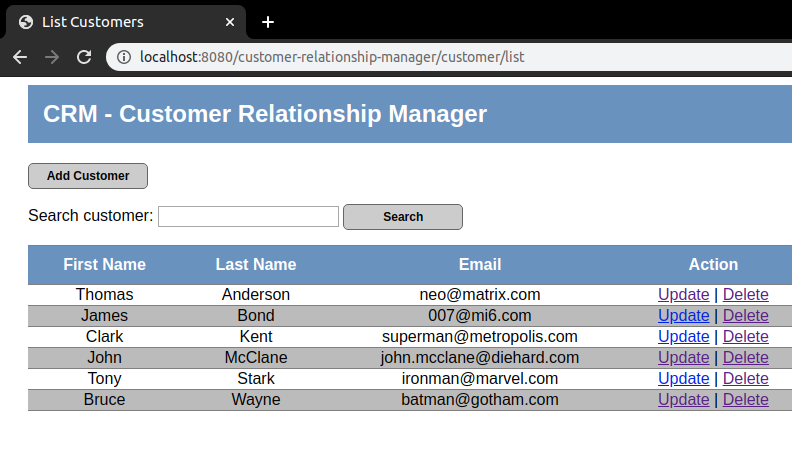 List Customers
localhost:8080/customer-relationship-manager/customer/list
CRM - Customer Relationship Manager
Add Customer
Search customer: Search
First Name Last Name Email Action
Thomas Anderson neo@matrix.com Update | Delete
James Bond 007@mi6.com Update | Delete
Clark Kent superman@metropolis.com Update | Delete
John McClane john.mcclane@diehard.com Update | Delete
Tony Stark ironman@marvel.com Update | Delete
Bruce Wayne batman@gotham.com Update | Delete